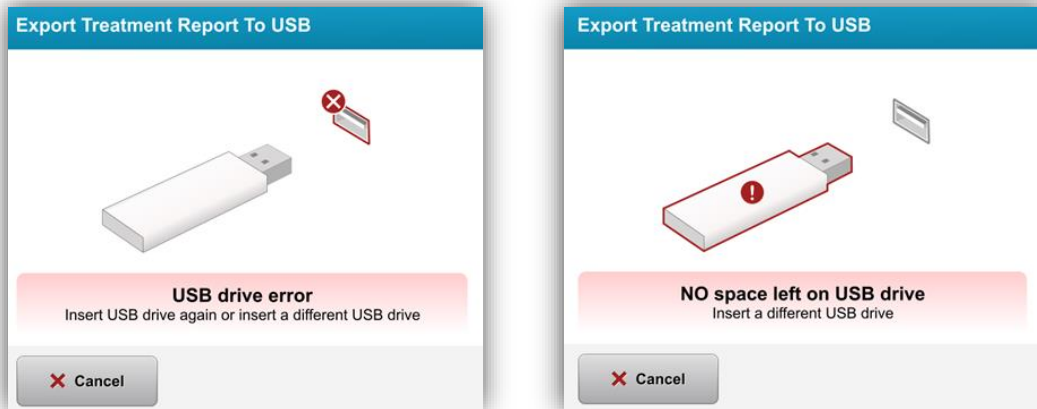 Export Treatment Report To USB
USB drive error
Insert USB drive again or insert a different USB drive
Cancel
Export Treatment Report To USB
NO space left on USB drive
Insert a different USB drive
Cancel